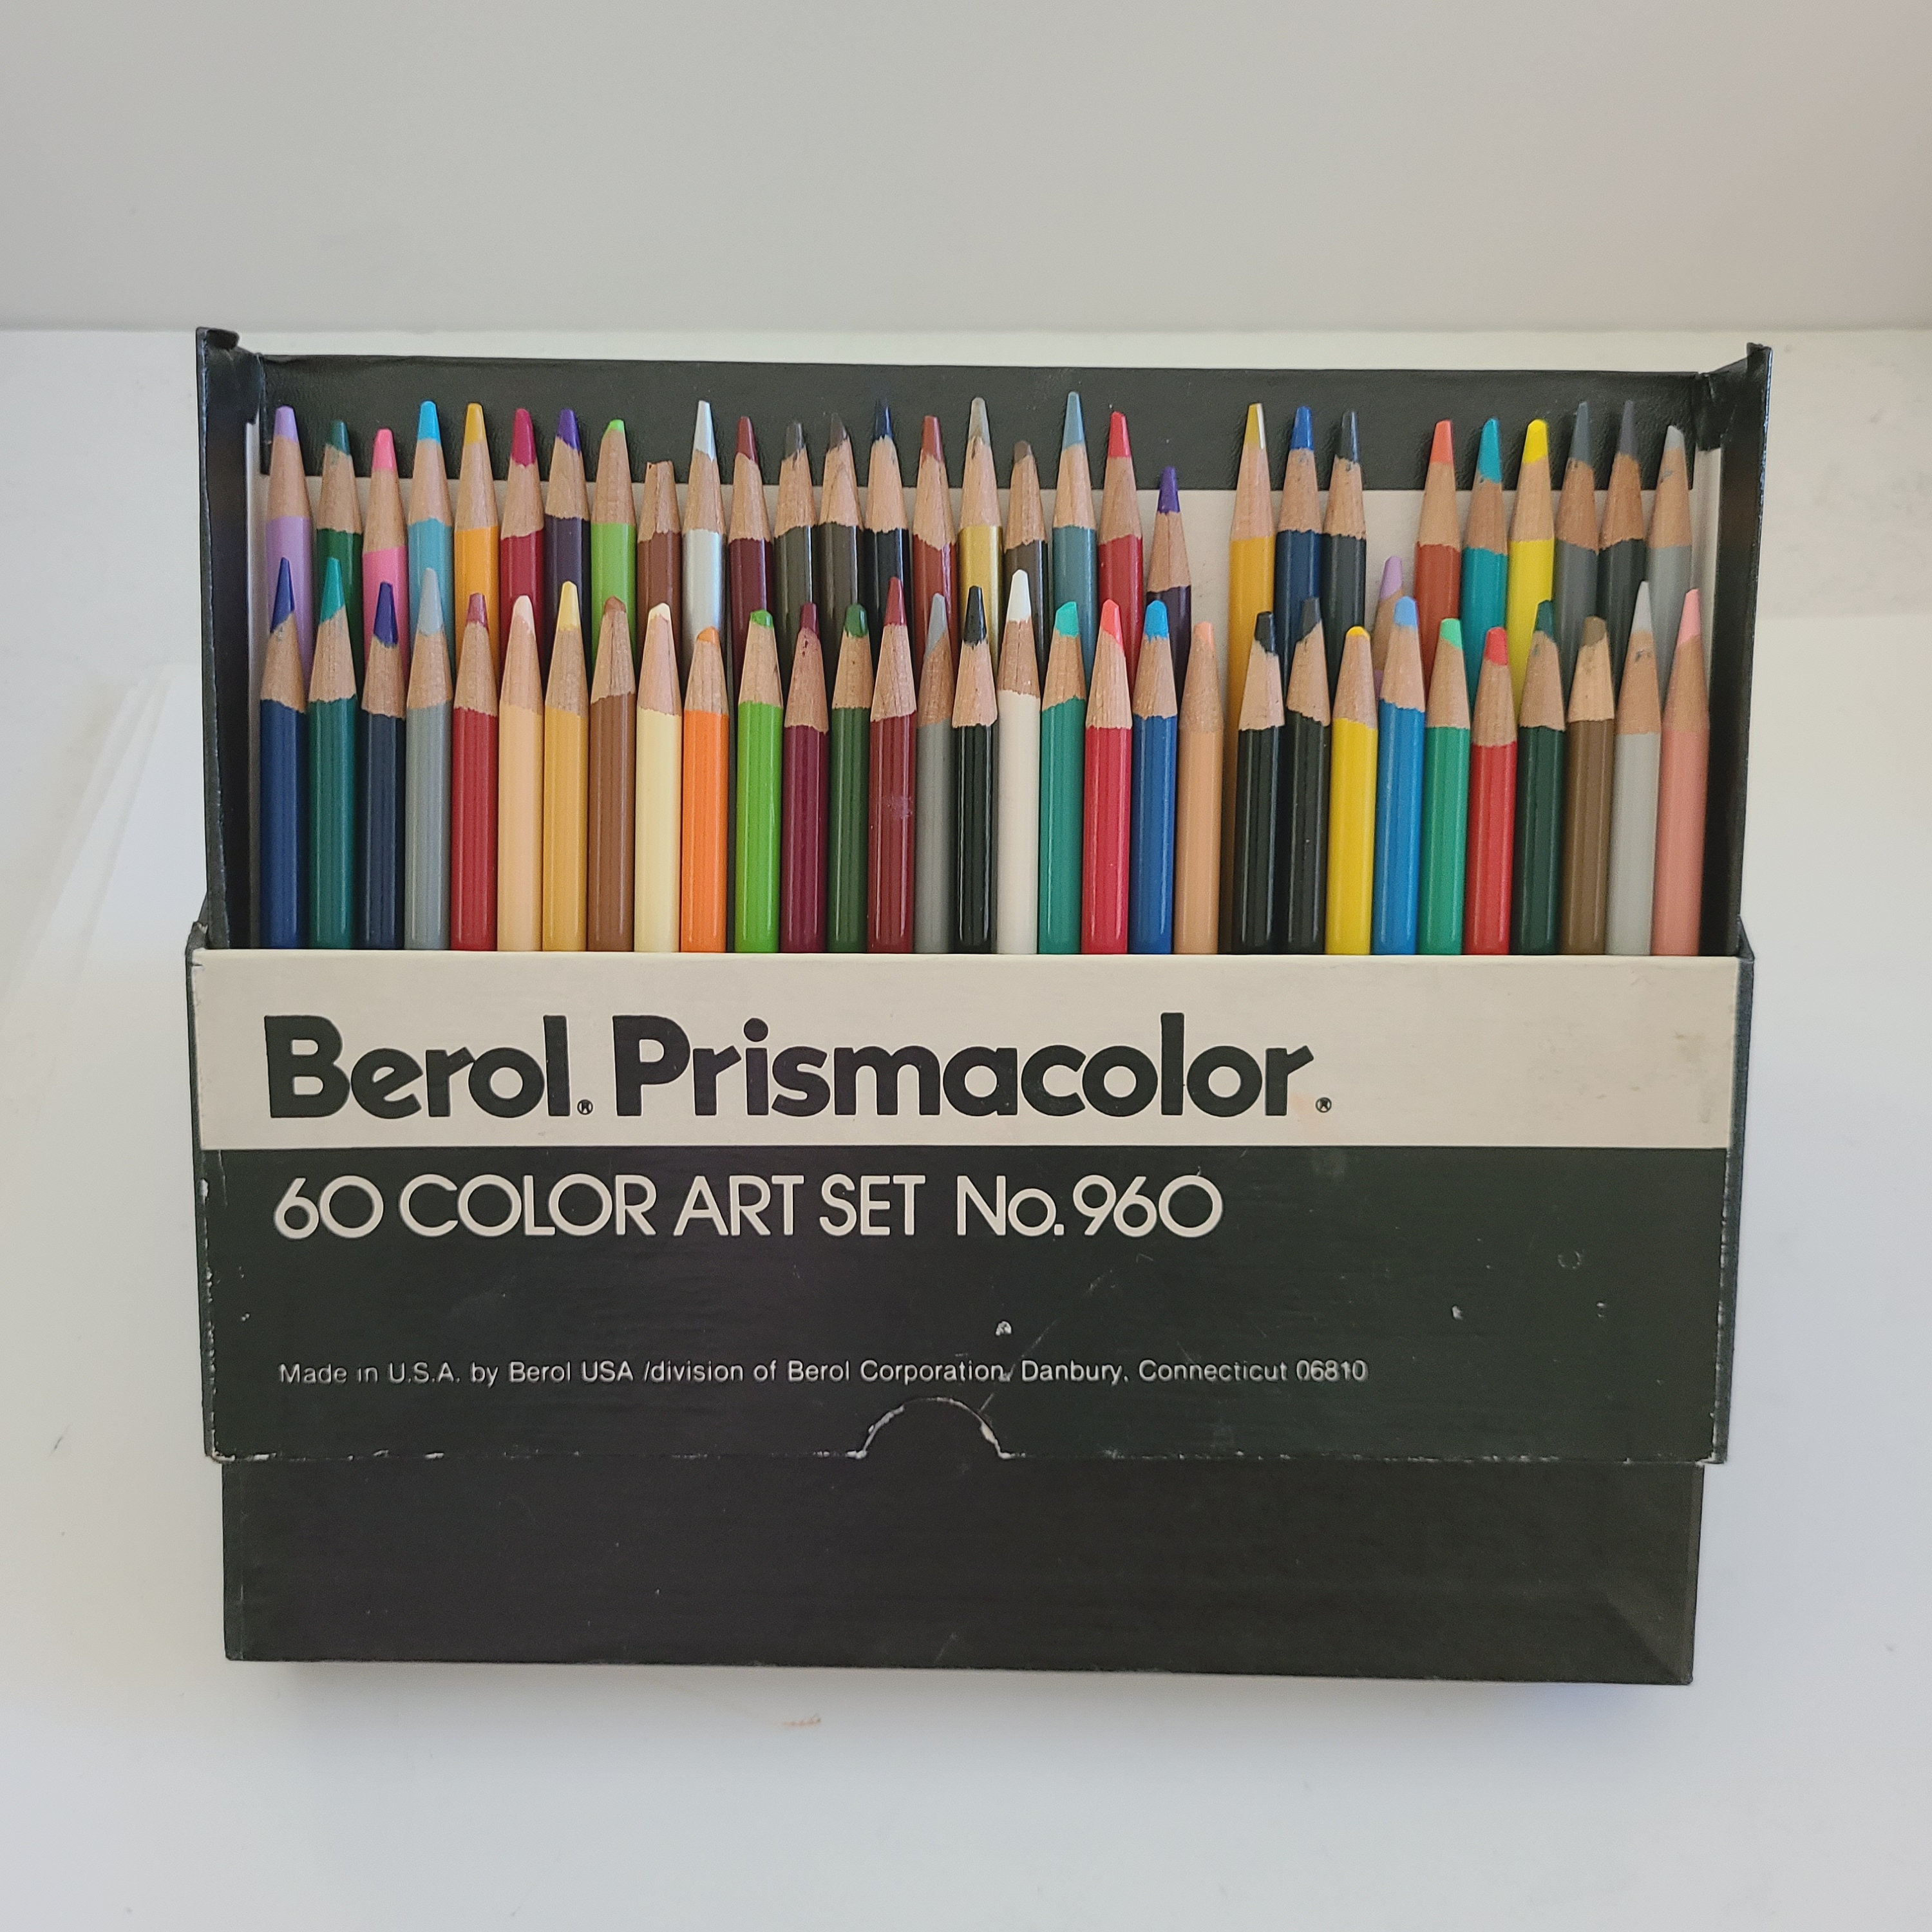 Berol® Prismacolor®
60 COLOR ART SET No. 960
Made in U.S.A. by Berol USA /division of Berol Corporation, Danbury, Connecticut 06810